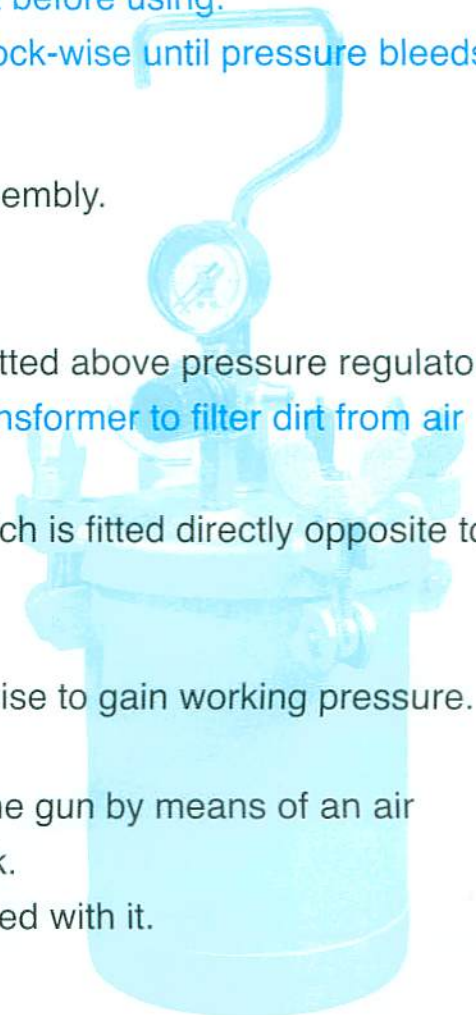 before using.
ock-wise until pressure bleeds
embly.
tted above pressure regulato
nsformer to filter dirt from air
ch is fitted directly opposite to
ise to gain working pressure.
ne gun by means of an air
k.
ed with it.